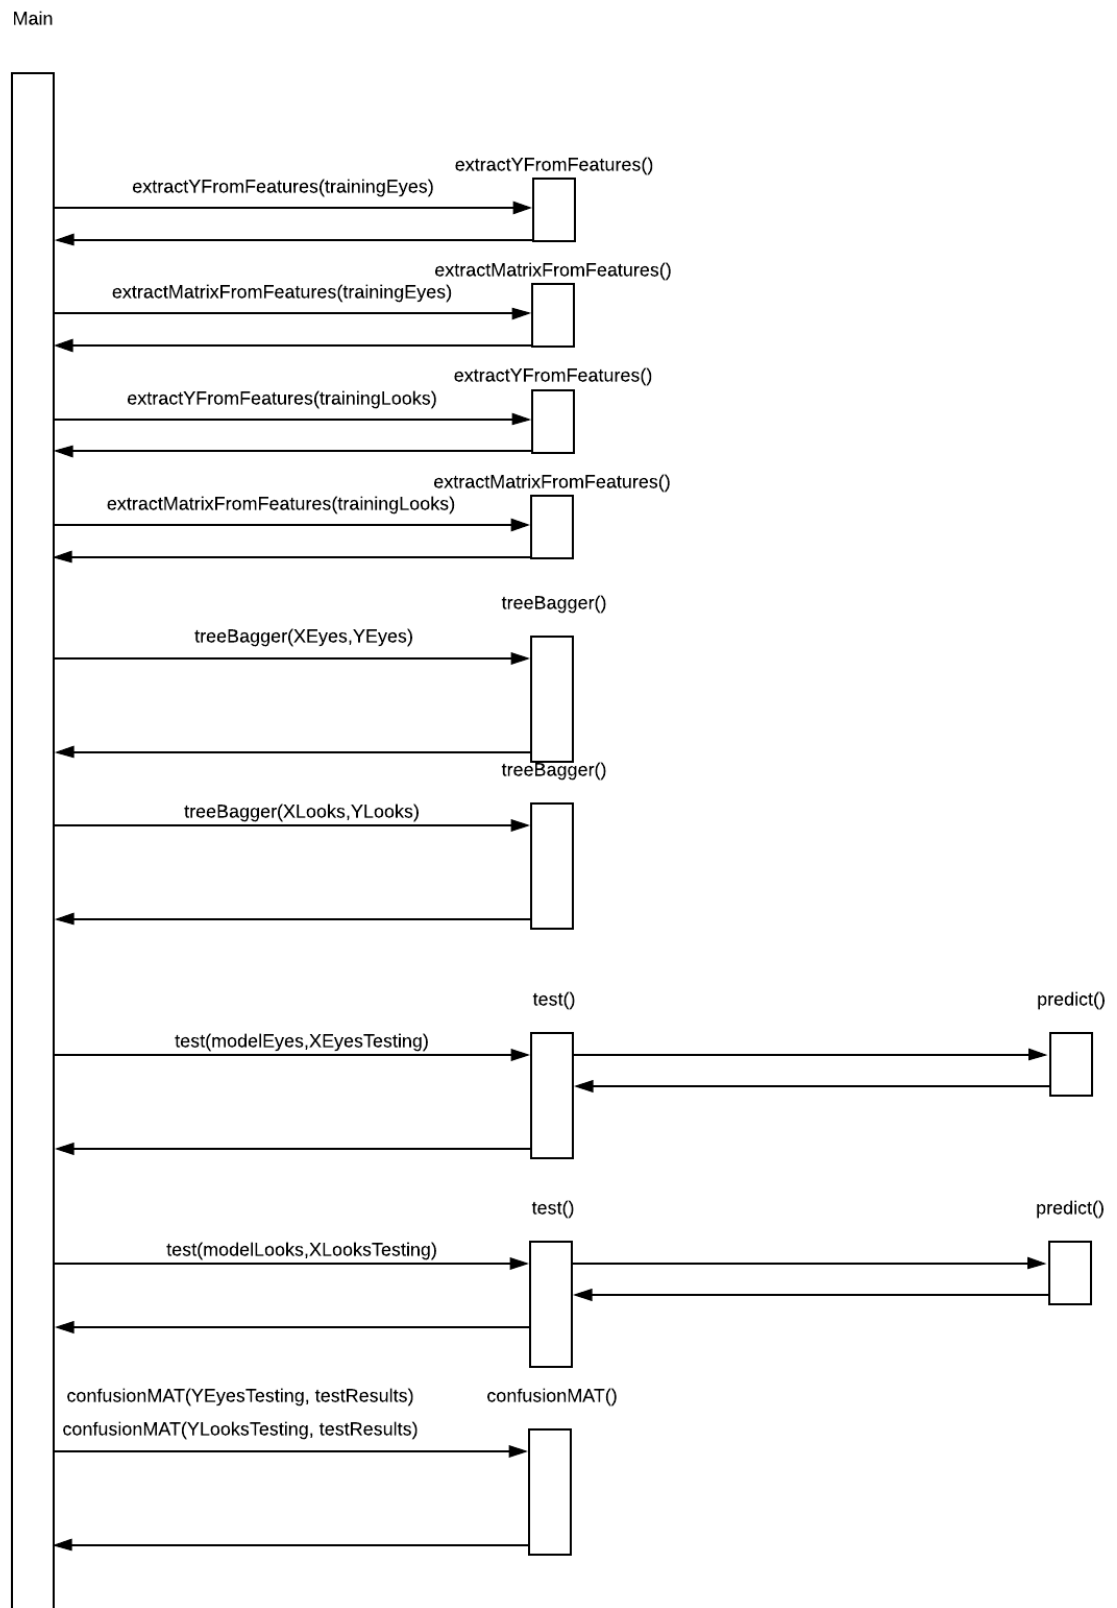 Main
extractYFromFeatures()
extractYFromFeatures(trainingEyes)
extractMatrixFromFeatures()
extractMatrixFromFeatures(trainingEyes)
extractYFromFeatures()
extractYFromFeatures(trainingLooks)
extractMatrixFromFeatures()
extractMatrixFromFeatures(trainingLooks)
treeBagger()
treeBagger(XEyes,YEyes)
treeBagger()
treeBagger(XLooks,YLooks)
test()
predict()
test(modelEyes,XEyesTesting)
test()
predict()
test(modelLooks,XLooksTesting)
confusionMAT(YEyesTesting, testResults)
confusionMAT()
confusionMAT(YLooksTesting, testResults)